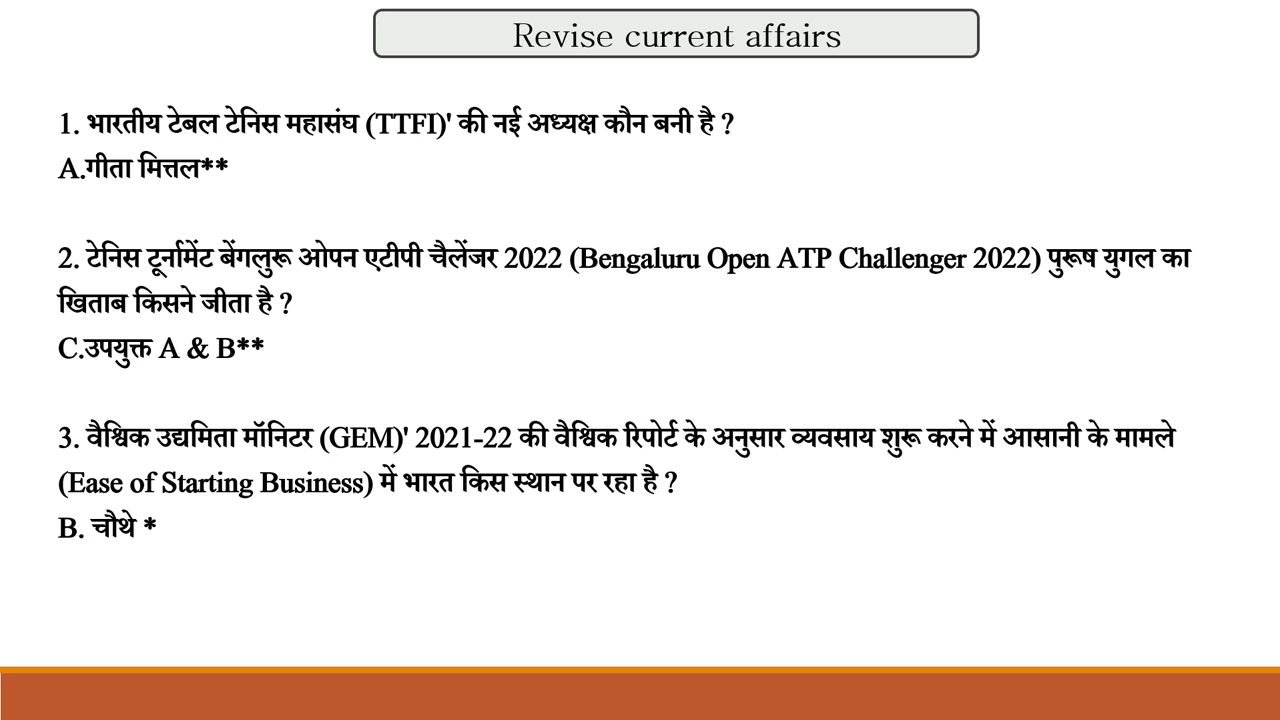 Revise current affairs
1. भारतीय टेबल टेनिस महासंघ (TTFI)' की नई अध्यक्ष कौन बनी है ?
A.गीता मित्तल**
2. टेनिस टूर्नामेंट बेंगलुरू ओपन एटीपी चैलेंजर 2022 (Bengaluru Open ATP Challenger 2022) पुरूष युगल का
खिताब किसने जीता है ?
C.उपयुक्त A & B**
3. वैश्विक उद्यमिता मॉनिटर (GEM)' 2021-22 की वैश्विक रिपोर्ट के अनुसार व्यवसाय शुरू करने में आसानी के मामले
(Ease of Starting Business) में भारत किस स्थान पर रहा है ?
B. चौथे *